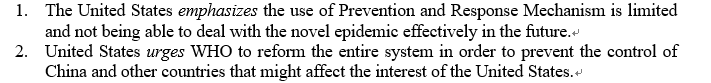 1. The United States emphasizes the use of Prevention and Response Mechanism is limited
and not being able to deal with the novel epidemic effectively in the future.↵
2. United States urges WHO to reform the entire system in order to prevent the control of
China and other countries that might affect the interest of the United States.↵